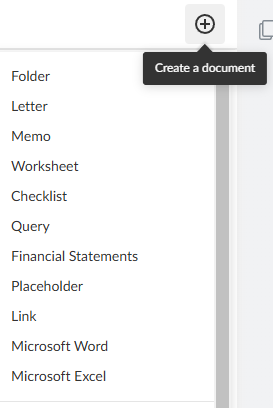 Create a document
Folder
Letter
Memo
Worksheet
Checklist
Query
Financial Statements
Placeholder
Link
Microsoft Word
Microsoft Excel